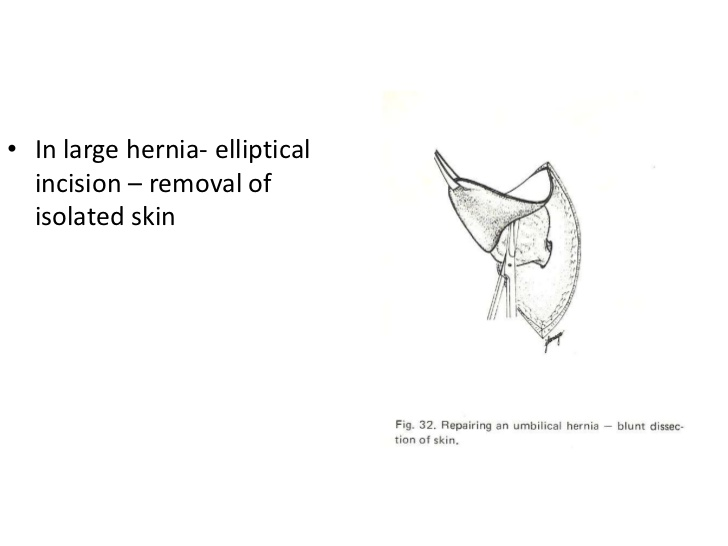 • In large hernia- elliptical
incision – removal of
isolated skin
Fig. 32. Repairing an umbilical hernia — blunt dissec-
tion of skin.